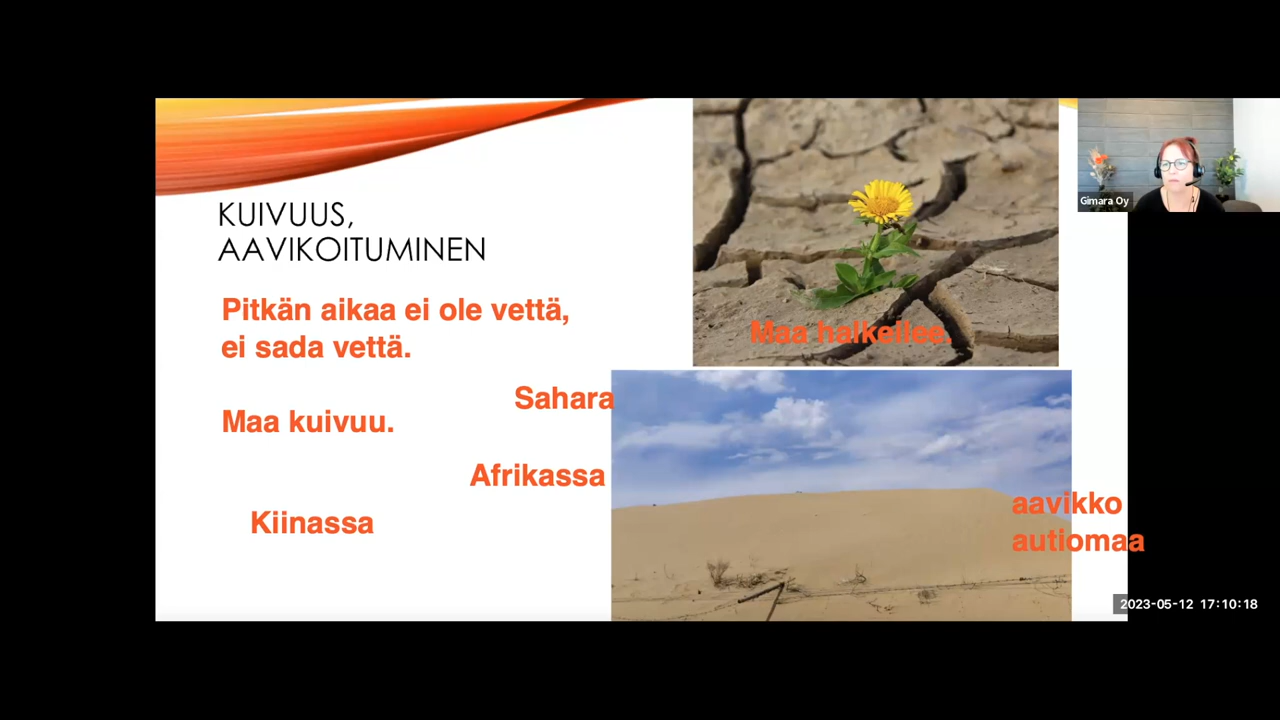 KUIVUUS,
AAVIKOITUMINEN
Pitkän aikaa ei ole vettä,
ei sada vettä.
Maa kuivuu.
Sahara
Afrikassa
Kiinassa
Maa halkeilee.
aavikko
autiomaa
Gimara Oy
2023-05-12 17:10:18